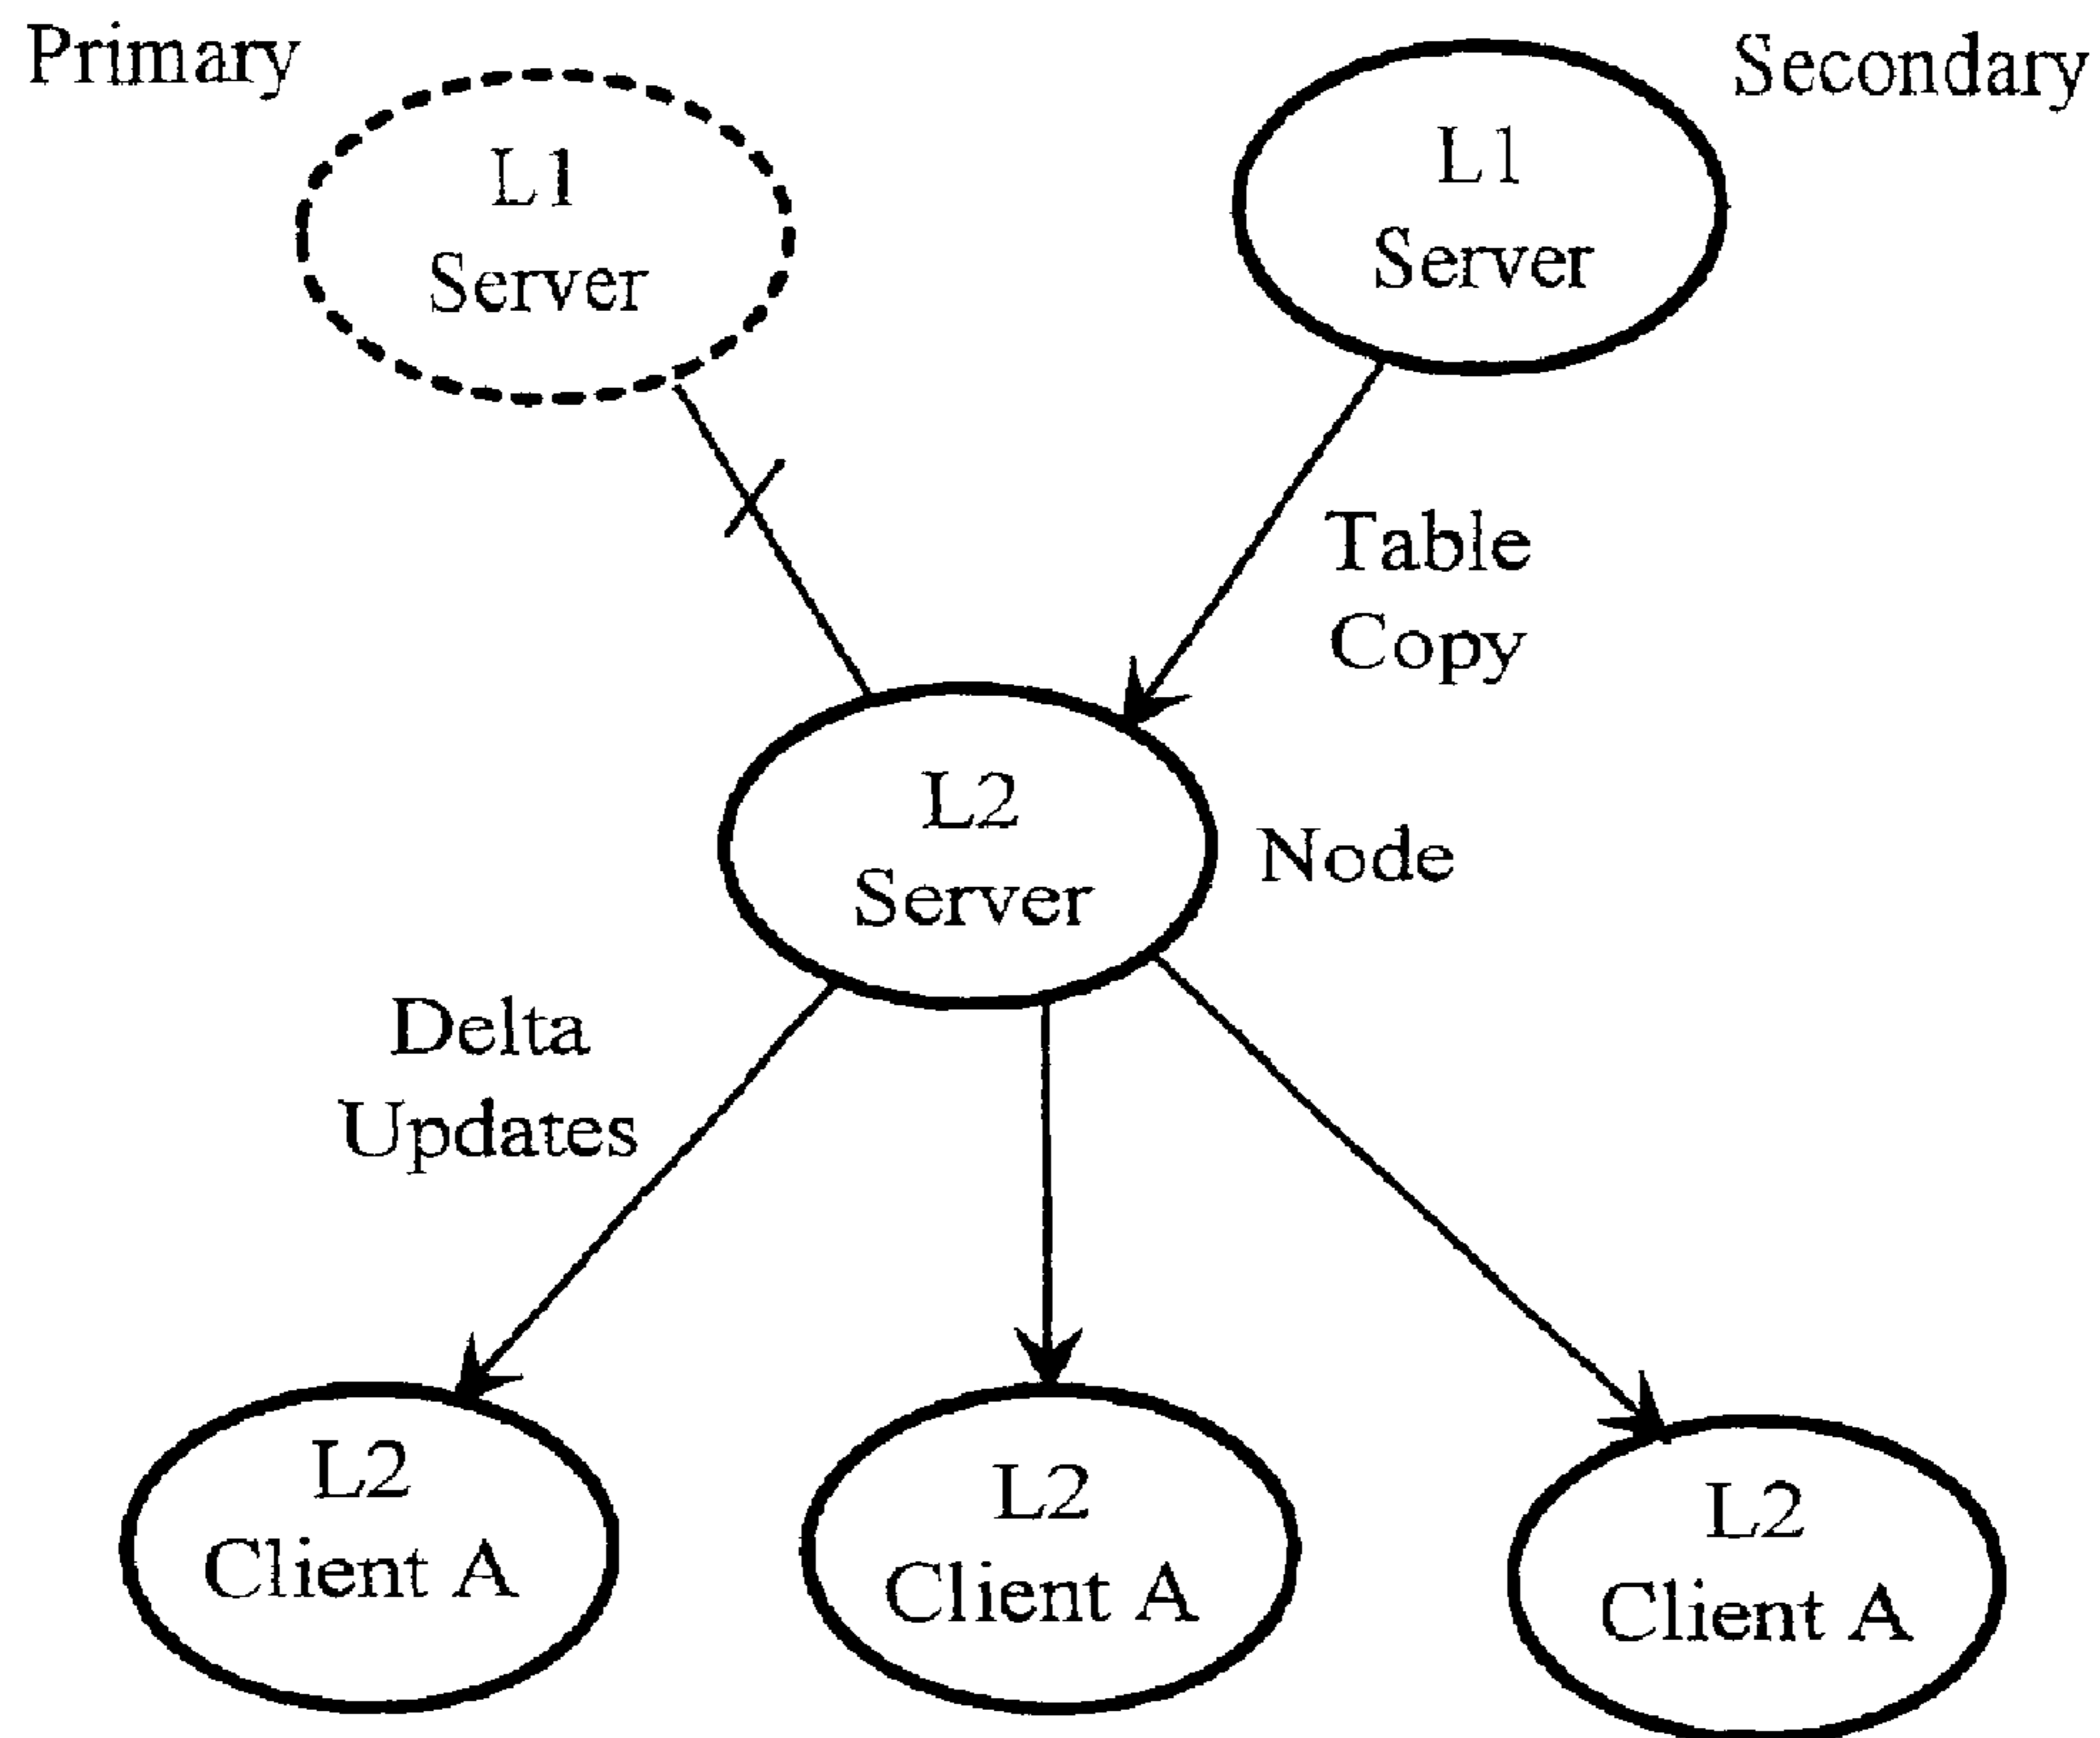 Primary
L1
Server
Secondary
L1
Server
Table
Copy
L2
Server
Node
Delta
Updates
L2
Client A
L2
Client A
L2
Client A